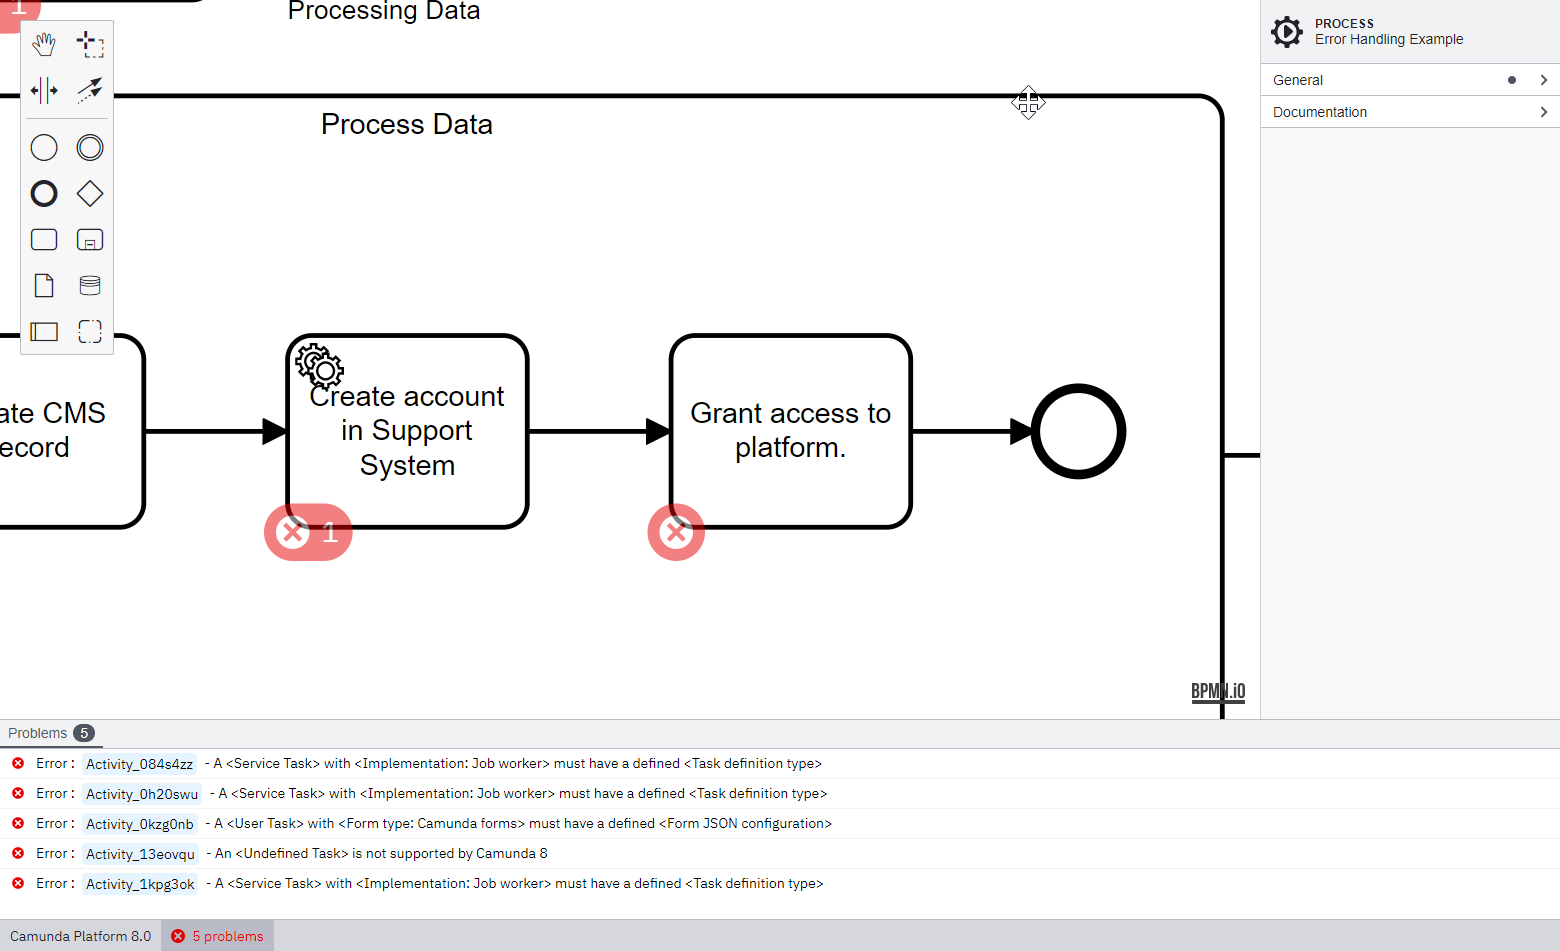 1
Processing Data
PROCESS
Error Handling Example
General
Documentation
Process Data
ate CMS
ecord
Create account
in Support
System
Grant access to
platform.
1
BPMN.iO
Problems 5
Error : Activity_084s4zz - A <Service Task> with <Implementation: Job worker> must have a defined <Task definition type>
Error : Activity_0h20swu - A <Service Task> with <Implementation: Job worker> must have a defined <Task definition type>
Error : Activity_0kzg0nb - A <User Task> with <Form type: Camunda forms> must have a defined <Form JSON configuration>
Error : Activity_13eovqu - An <Undefined Task> is not supported by Camunda 8
Error : Activity_1kpg3ok - A <Service Task> with <Implementation: Job worker> must have a defined <Task definition type>
Camunda Platform 8.0 5 problems